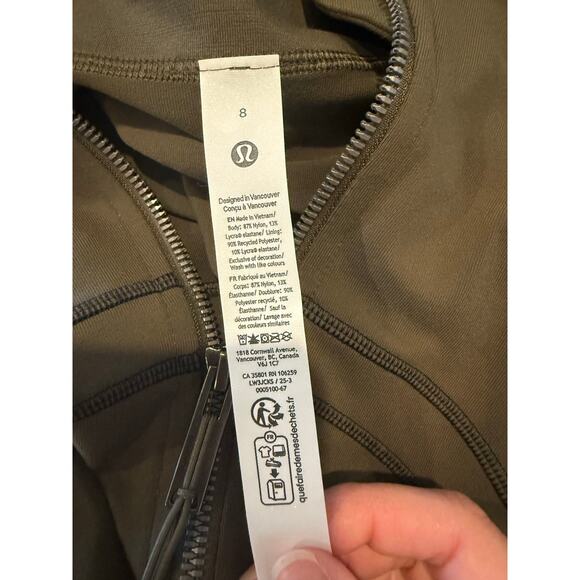 8
Designed in Vancouver
Conçu à Vancouver
EN Made in Vietnam/
Body: 87% Nylon, 13%
Lycra® elastane/ Lining:
90% Recycled Polyester,
10% Lycra® elastane/
Exclusive of decoration/
Wash with like colours
FR Fabriqué au Vietnam/
Corps: 87% Nylon, 13%
Élasthanne/ Doublure: 90%
Polyester recyclé, 10%
Élasthanne/ Sauf la
décoration/ Lavage avec
des couleurs similaires
1818 Cornwall Avenue,
Vancouver, BC, Canada
V6J 1C7
CA 35801 RN 106259
LW3JCXS / 25-3
0005100-67
FR
quefairedemesdechets.fr